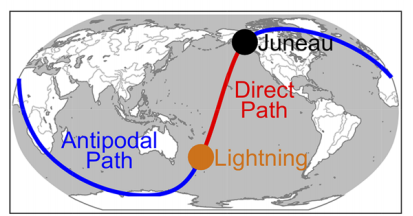 Juneau
Direct
Path
Antipodal
Path
Lightning